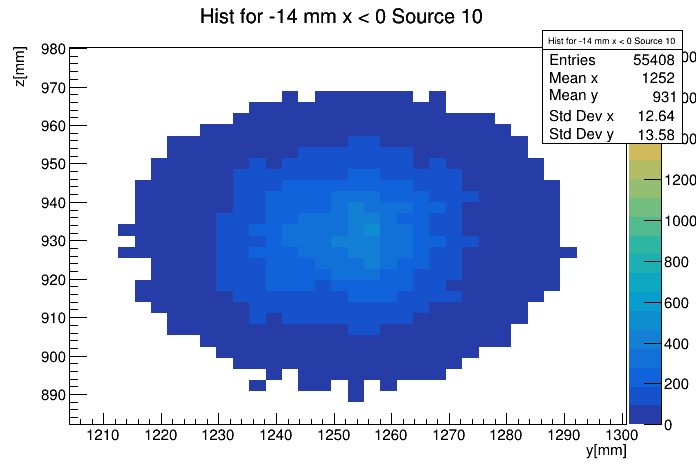 Hist for -14 mm x < 0 Source 10
Hist for -14 mm x < 0 Source 10
Entries 55408
Mean x 1252
Mean y 931
Std Dev x 12.64
Std Dev y 13.58
z[mm]
980
970
960
950
940
930
920
910
900
890
1210 1220 1230 1240 1250 1260 1270 1280 1290 1300
y[mm]
1200
1000
800
600
400
200
0